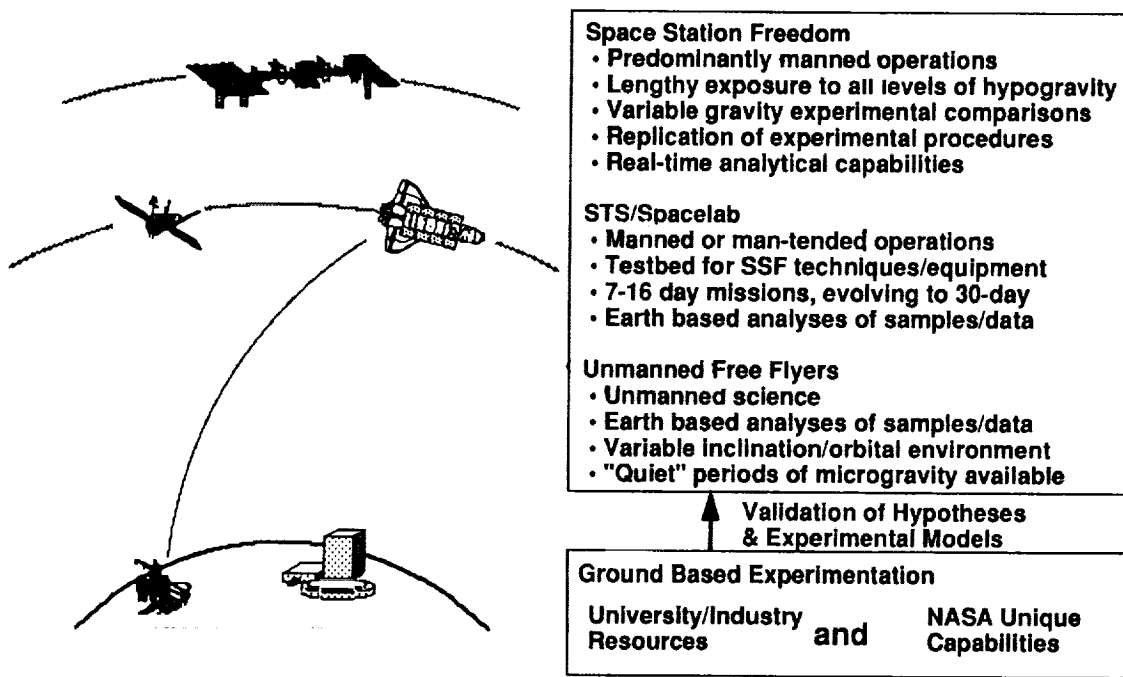 Space Station Freedom
· Predominantly manned operations
· Lengthy exposure to all levels of hypogravity
· Variable gravity experimental comparisons
· Replication of experimental procedures
· Real-time analytical capabilities
STS/Spacelab
· Manned or man-tended operations
· Testbed for SSF techniques/equipment
· 7-16 day missions, evolving to 30-day
· Earth based analyses of samples/data
Unmanned Free Flyers
· Unmanned science
· Earth based analyses of samples/data
· Variable inclination/orbital environment
· "Quiet" periods of microgravity available
Validation of Hypotheses
& Experimental Models
Ground Based Experimentation
University/Industry
Resources
and
NASA Unique
Capabilities